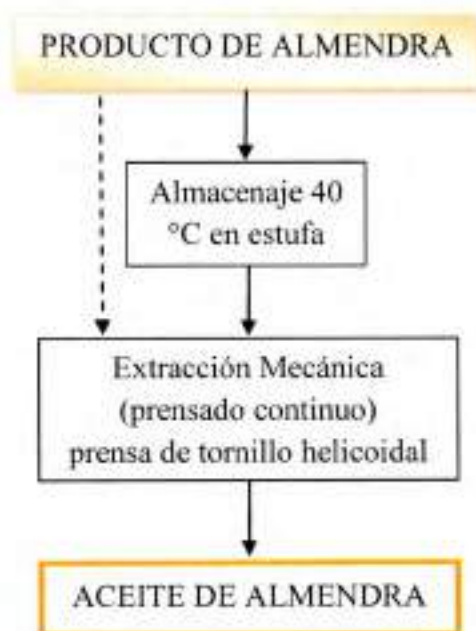 PRODUCTO DE ALMENDRA
Almacenaje 40
°C en estufa
Extracción Mecánica
(prensado continuo)
prensa de tornillo helicoidal
ACEITE DE ALMENDRA